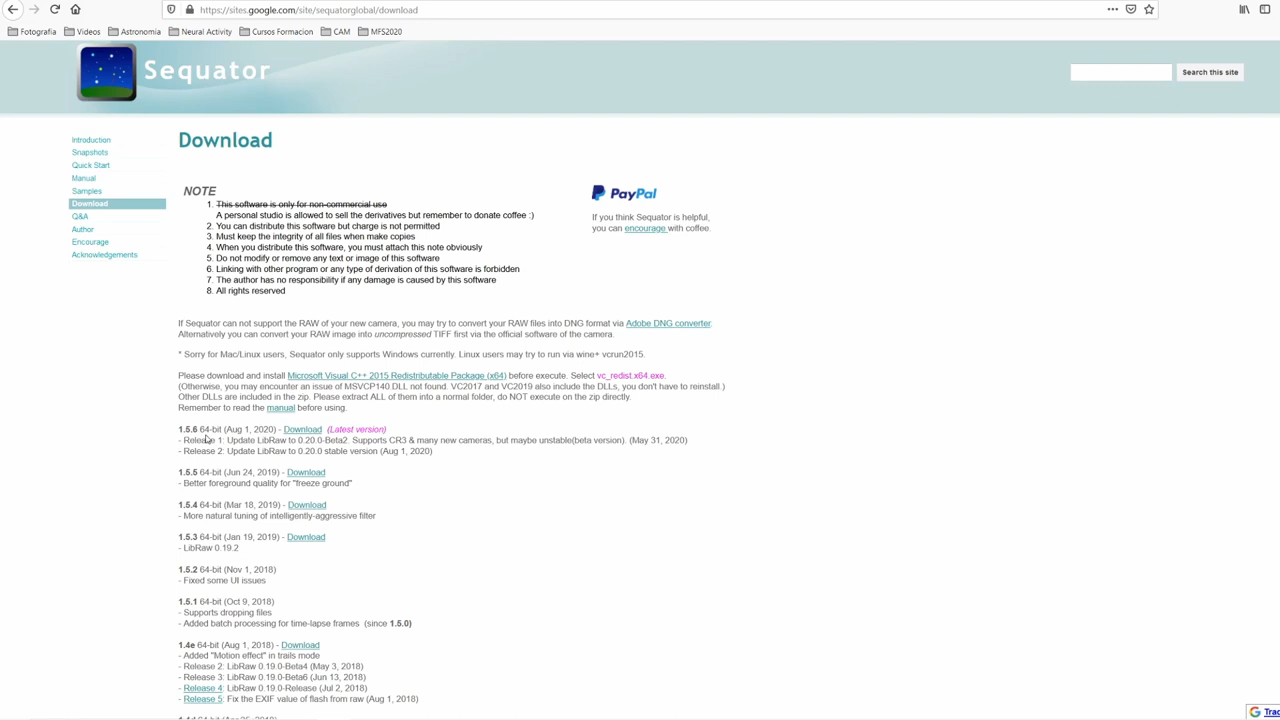 https://sites.google.com/site/sequatorglobal/download
Fotografia Videos Astronomia Neural Activity Cursos Formacion CAM MFS2020
Sequator
Search this site
Introduction
Snapshots
Quick Start
Manual
Samples
Download
Q&A
Author
Encourage
Acknowledgements
Download
NOTE
1. This software is only for non-commercial use
A personal studio is allowed to sell the derivatives but remember to donate coffee :)
2. You can distribute this software but charge is not permitted
3. Must keep the integrity of all files when make copies
4. When you distribute this software, you must attach this note obviously
5. Do not modify or remove any text or image of this software
6. Linking with other program or any type of derivation of this software is forbidden
7. The author has no responsibility if any damage is caused by this software
8. All rights reserved
PayPal
If you think Sequator is helpful,
you can encourage with coffee.
If Sequator can not support the RAW of your new camera, you may try to convert your RAW files into DNG format via Adobe DNG converter.
Alternatively you can convert your RAW image into uncompressed TIFF first via the official software of the camera.
* Sorry for Mac/Linux users, Sequator only supports Windows currently. Linux users may try to run via wine+ vcrun2015.
Please download and install Microsoft Visual C++ 2015 Redistributable Package (x64) before execute. Select vc_redist.x64.exe.
(Otherwise, you may encounter an issue of MSVCP140.DLL not found. VC2017 and VC2019 also include the DLLs, you don't have to reinstall.)
Other DLLs are included in the zip. Please extract ALL of them into a normal folder, do NOT execute on the zip directly.
Remember to read the manual before using.
1.5.6 64-bit (Aug 1, 2020) - Download (Latest version)
- Release 1: Update LibRaw to 0.20.0-Beta2. Supports CR3 & many new cameras, but maybe unstable(beta version). (May 31, 2020)
- Release 2: Update LibRaw to 0.20.0 stable version (Aug 1, 2020)
1.5.5 64-bit (Jun 24, 2019) - Download
- Better foreground quality for "freeze ground"
1.5.4 64-bit (Mar 18, 2019) - Download
- More natural tuning of intelligently-aggressive filter
1.5.3 64-bit (Jan 19, 2019) - Download
- LibRaw 0.19.2
1.5.2 64-bit (Nov 1, 2018)
- Fixed some UI issues
1.5.1 64-bit (Oct 9, 2018)
- Supports dropping files
- Added batch processing for time-lapse frames (since 1.5.0)
1.4e 64-bit (Aug 1, 2018) - Download
- Added "Motion effect" in trails mode
- Release 2: LibRaw 0.19.0-Beta4 (May 3, 2018)
- Release 3: LibRaw 0.19.0-Beta6 (Jun 13, 2018)
- Release 4: LibRaw 0.19.0-Release (Jul 2, 2018)
- Release 5: Fix the EXIF value of flash from raw (Aug 1, 2018)